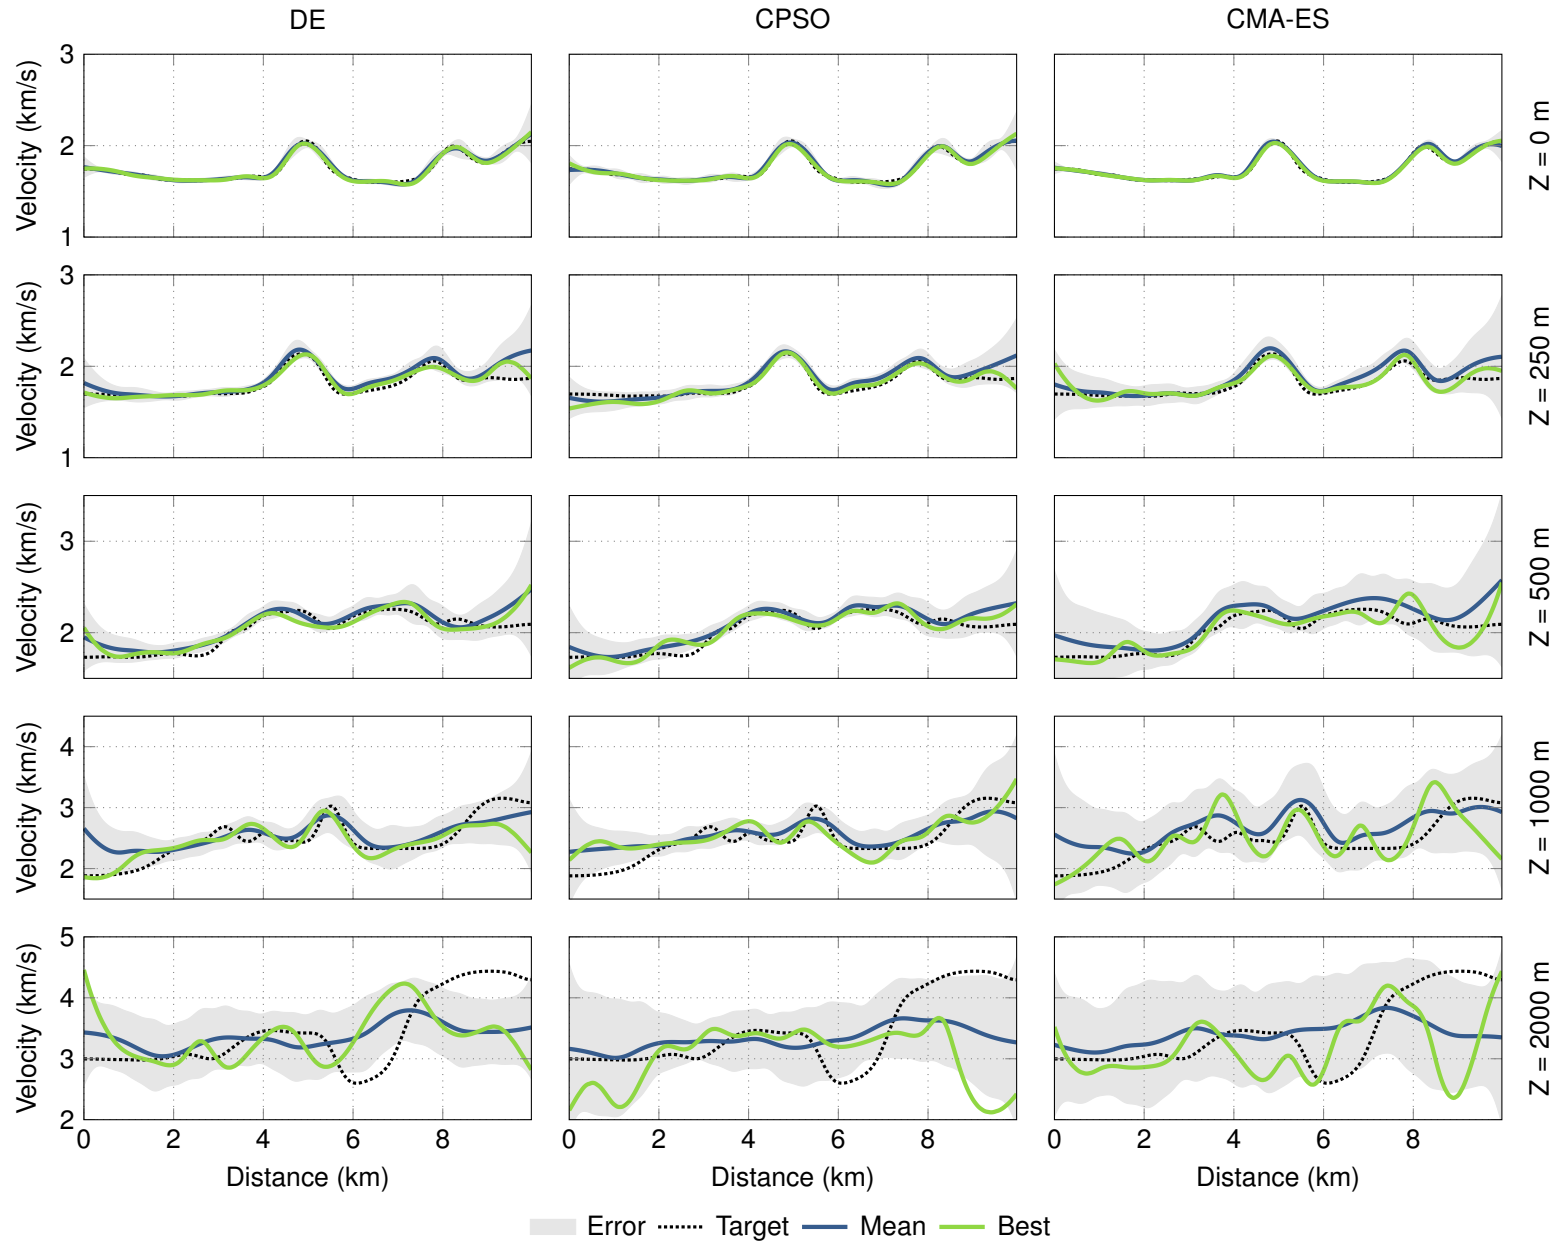 DE CPSO CMA-ES
3
2
1
Velocity (km/s)
Z = 0 m
3
2
1
Velocity (km/s)
Z = 250 m
3
2
Velocity (km/s)
Z = 500 m
4
3
2
Velocity (km/s)
Z = 1000 m
5
4
3
2
Velocity (km/s)
Z = 2000 m
0 2 4 6 8 0 2 4 6 8 0 2 4 6 8
Distance (km) Distance (km) Distance (km)
Error Target Mean Best